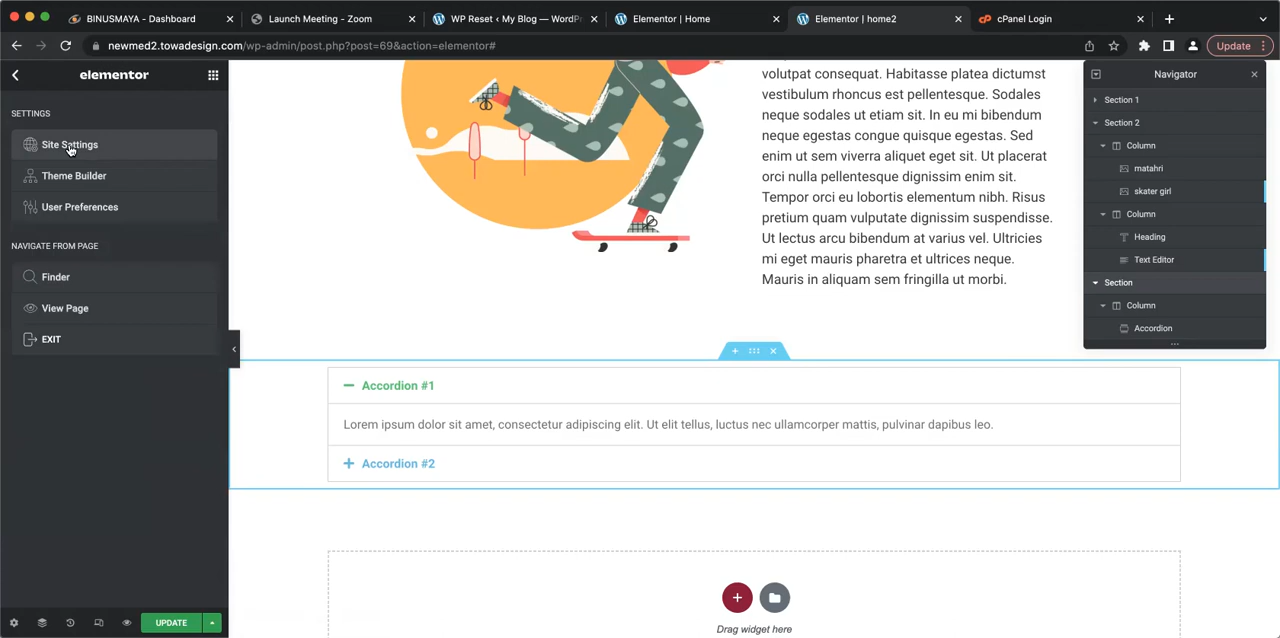 BINUSMAYA - Dashboard
Launch Meeting - Zoom
WP Reset ‹ My Blog — WordPr
Elementor | Home
Elementor | home2
cPanel Login
newmed2.towadesign.com/wp-admin/post.php?post=69&action=elementor#
Update
elementor
SETTINGS
Site Settings
Theme Builder
User Preferences
NAVIGATE FROM PAGE
Finder
View Page
EXIT
UPDATE
volutpat consequat. Habitasse platea dictumst
vestibulum rhoncus est pellentesque. Sodales
neque sodales ut etiam sit. In eu mi bibendum
neque egestas congue quisque egestas. Sed
enim ut sem viverra aliquet eget sit. Ut placerat
orci nulla pellentesque dignissim enim sit.
Tempor orci eu lobortis elementum nibh. Risus
pretium quam vulputate dignissim suspendisse.
Ut lectus arcu bibendum at varius vel. Ultricies
mi eget mauris pharetra et ultrices neque.
Mauris in aliquam sem fringilla ut morbi.
Accordion #1
Lorem ipsum dolor sit amet, consectetur adipiscing elit. Ut elit tellus, luctus nec ullamcorper mattis, pulvinar dapibus leo.
Accordion #2
Drag widget here
Navigator
Section 1
Section 2
Column
matahri
skater girl
Column
Heading
Text Editor
Section
Column
Accordion